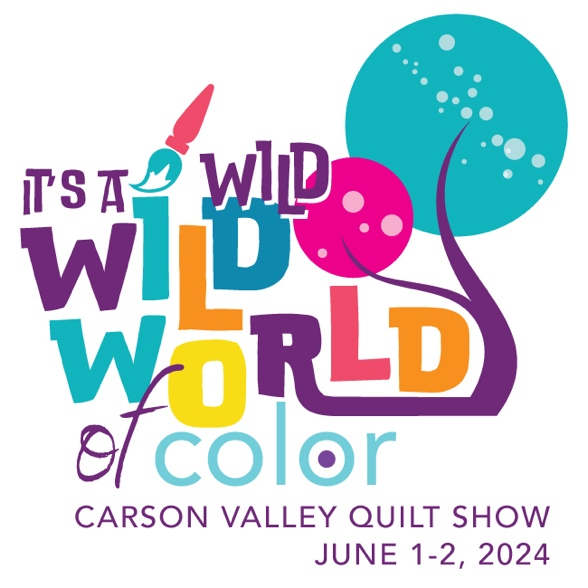 IT'S A WILD
WILD
WORLD
of color
CARSON VALLEY QUILT SHOW
JUNE 1-2, 2024